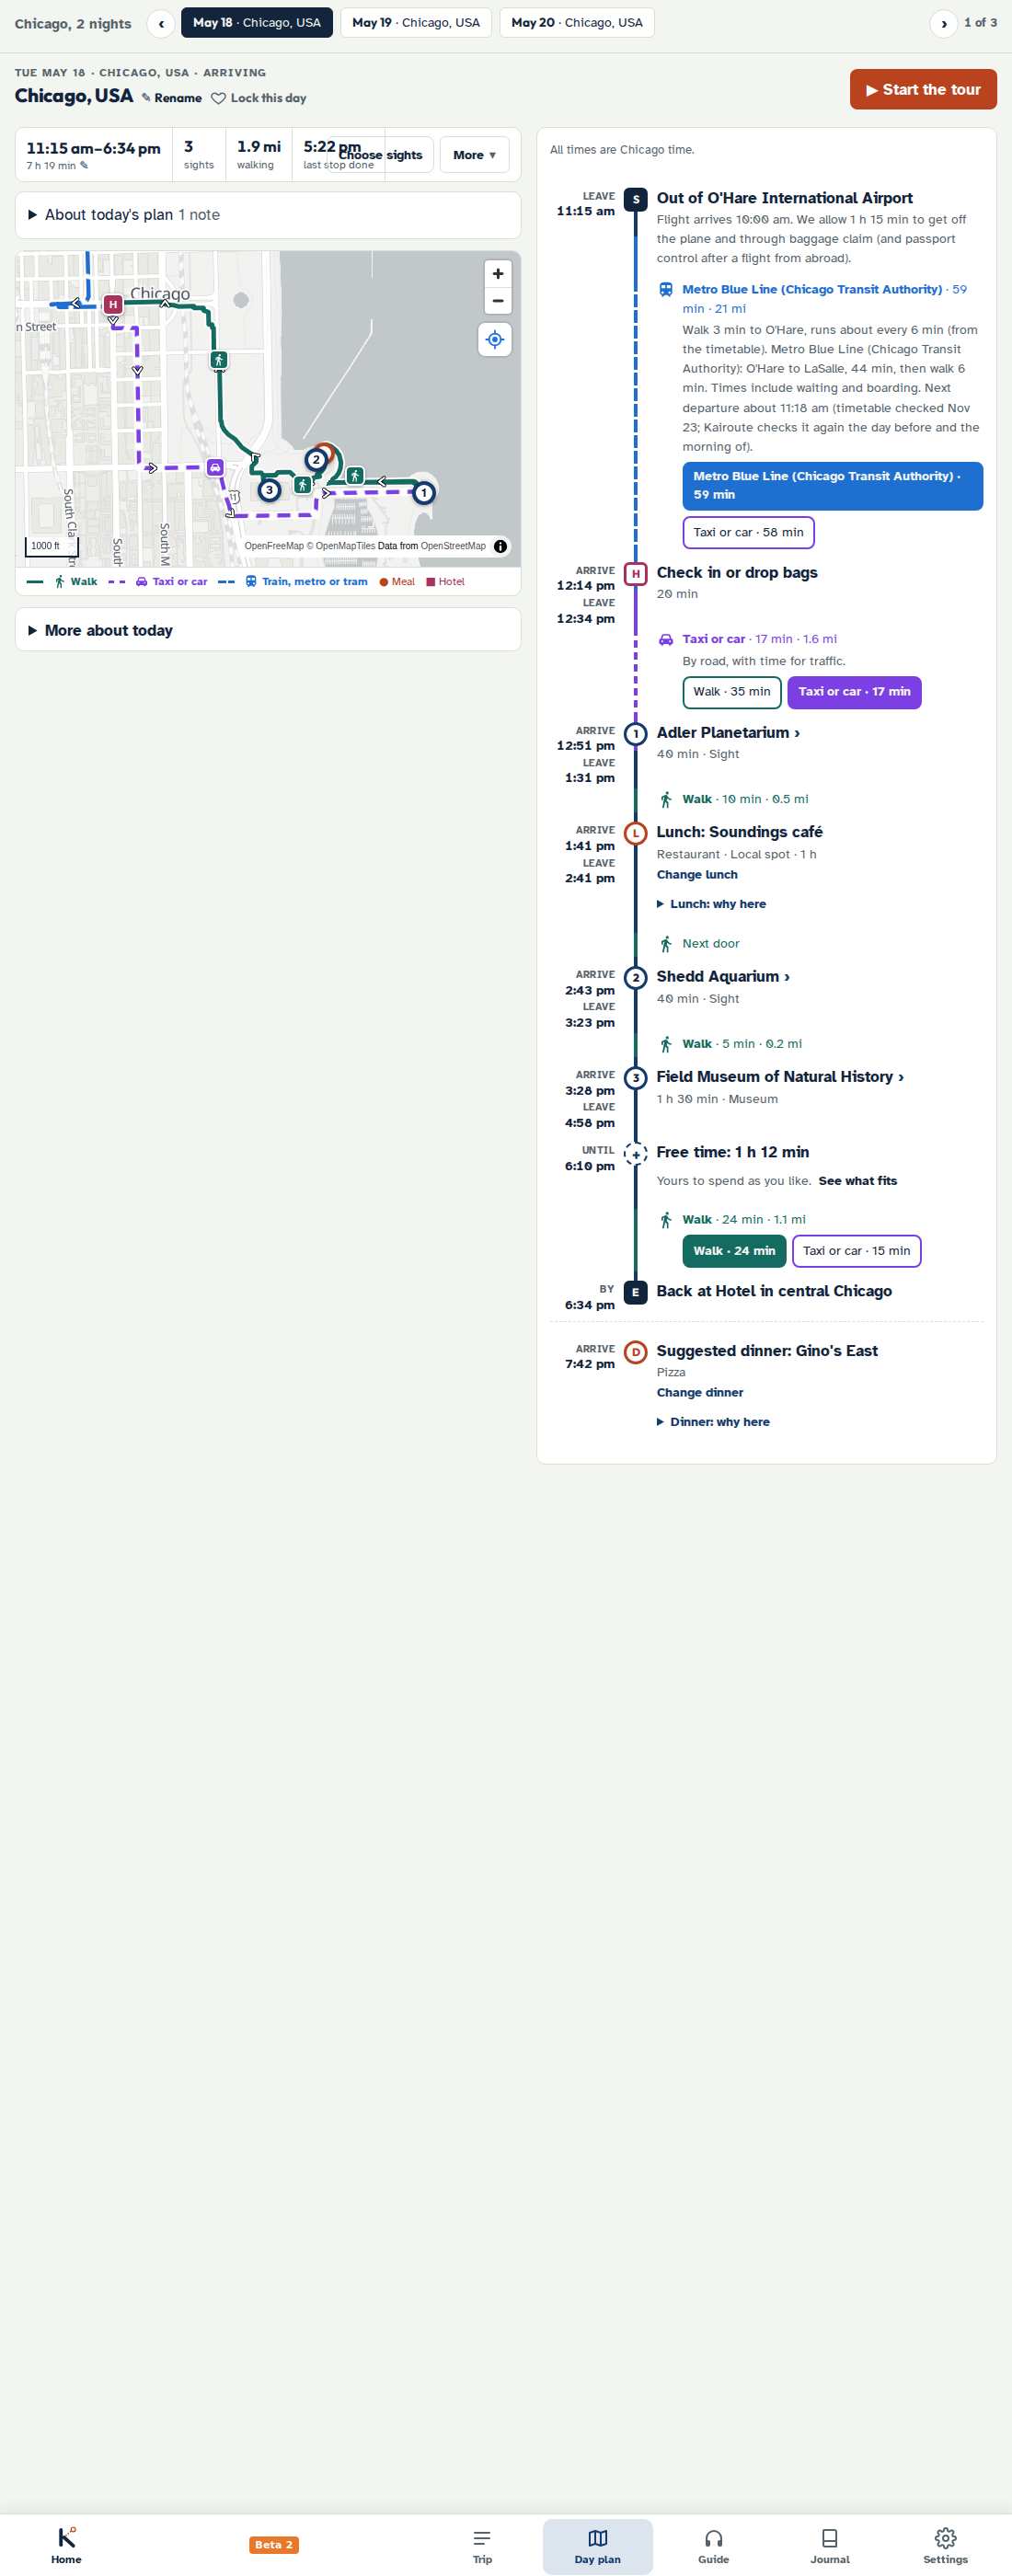 Chicago, 2 nights
‹
May 18 · Chicago, USA
May 19 · Chicago, USA
May 20 · Chicago, USA
›
1 of 3
TUE MAY 18 · CHICAGO, USA · ARRIVING
Chicago, USA ✎ Rename ♡ Lock this day
▶ Start the tour
11:15 am–6:34 pm
7 h 19 min ✎
3
sights
1.9 mi
walking
5:22 pm
last stop done
Choose sights
More ▼
▶ About today's plan 1 note
Chicago
H
n Street
2
3
1
11
South Cla
South
South M
+
−
1000 ft
OpenFreeMap © OpenMapTiles Data from OpenStreetMap
Walk
Taxi or car
Train, metro or tram
Meal
Hotel
▶ More about today
All times are Chicago time.
LEAVE
11:15 am
S
Out of O'Hare International Airport
Flight arrives 10:00 am. We allow 1 h 15 min to get off
the plane and through baggage claim (and passport
control after a flight from abroad).
Metro Blue Line (Chicago Transit Authority) · 59
min · 21 mi
Walk 3 min to O'Hare, runs about every 6 min (from
the timetable). Metro Blue Line (Chicago Transit
Authority): O'Hare to LaSalle, 44 min, then walk 6
min. Times include waiting and boarding. Next
departure about 11:18 am (timetable checked Nov
23; Kairoute checks it again the day before and the
morning of).
Metro Blue Line (Chicago Transit Authority) ·
59 min
Taxi or car · 58 min
ARRIVE
12:14 pm
LEAVE
12:34 pm
H
Check in or drop bags
20 min
Taxi or car · 17 min · 1.6 mi
By road, with time for traffic.
Walk · 35 min
Taxi or car · 17 min
ARRIVE
12:51 pm
LEAVE
1:31 pm
1
Adler Planetarium ›
40 min · Sight
Walk · 10 min · 0.5 mi
ARRIVE
1:41 pm
LEAVE
2:41 pm
L
Lunch: Soundings café
Restaurant · Local spot · 1 h
Change lunch
▶ Lunch: why here
Next door
ARRIVE
2:43 pm
LEAVE
3:23 pm
2
Shedd Aquarium ›
40 min · Sight
Walk · 5 min · 0.2 mi
ARRIVE
3:28 pm
LEAVE
4:58 pm
3
Field Museum of Natural History ›
1 h 30 min · Museum
UNTIL
6:10 pm
+
Free time: 1 h 12 min
Yours to spend as you like. See what fits
Walk · 24 min · 1.1 mi
Walk · 24 min
Taxi or car · 15 min
BY
6:34 pm
E
Back at Hotel in central Chicago
ARRIVE
7:42 pm
D
Suggested dinner: Gino's East
Pizza
Change dinner
▶ Dinner: why here
Home
Beta 2
Trip
Day plan
Guide
Journal
Settings